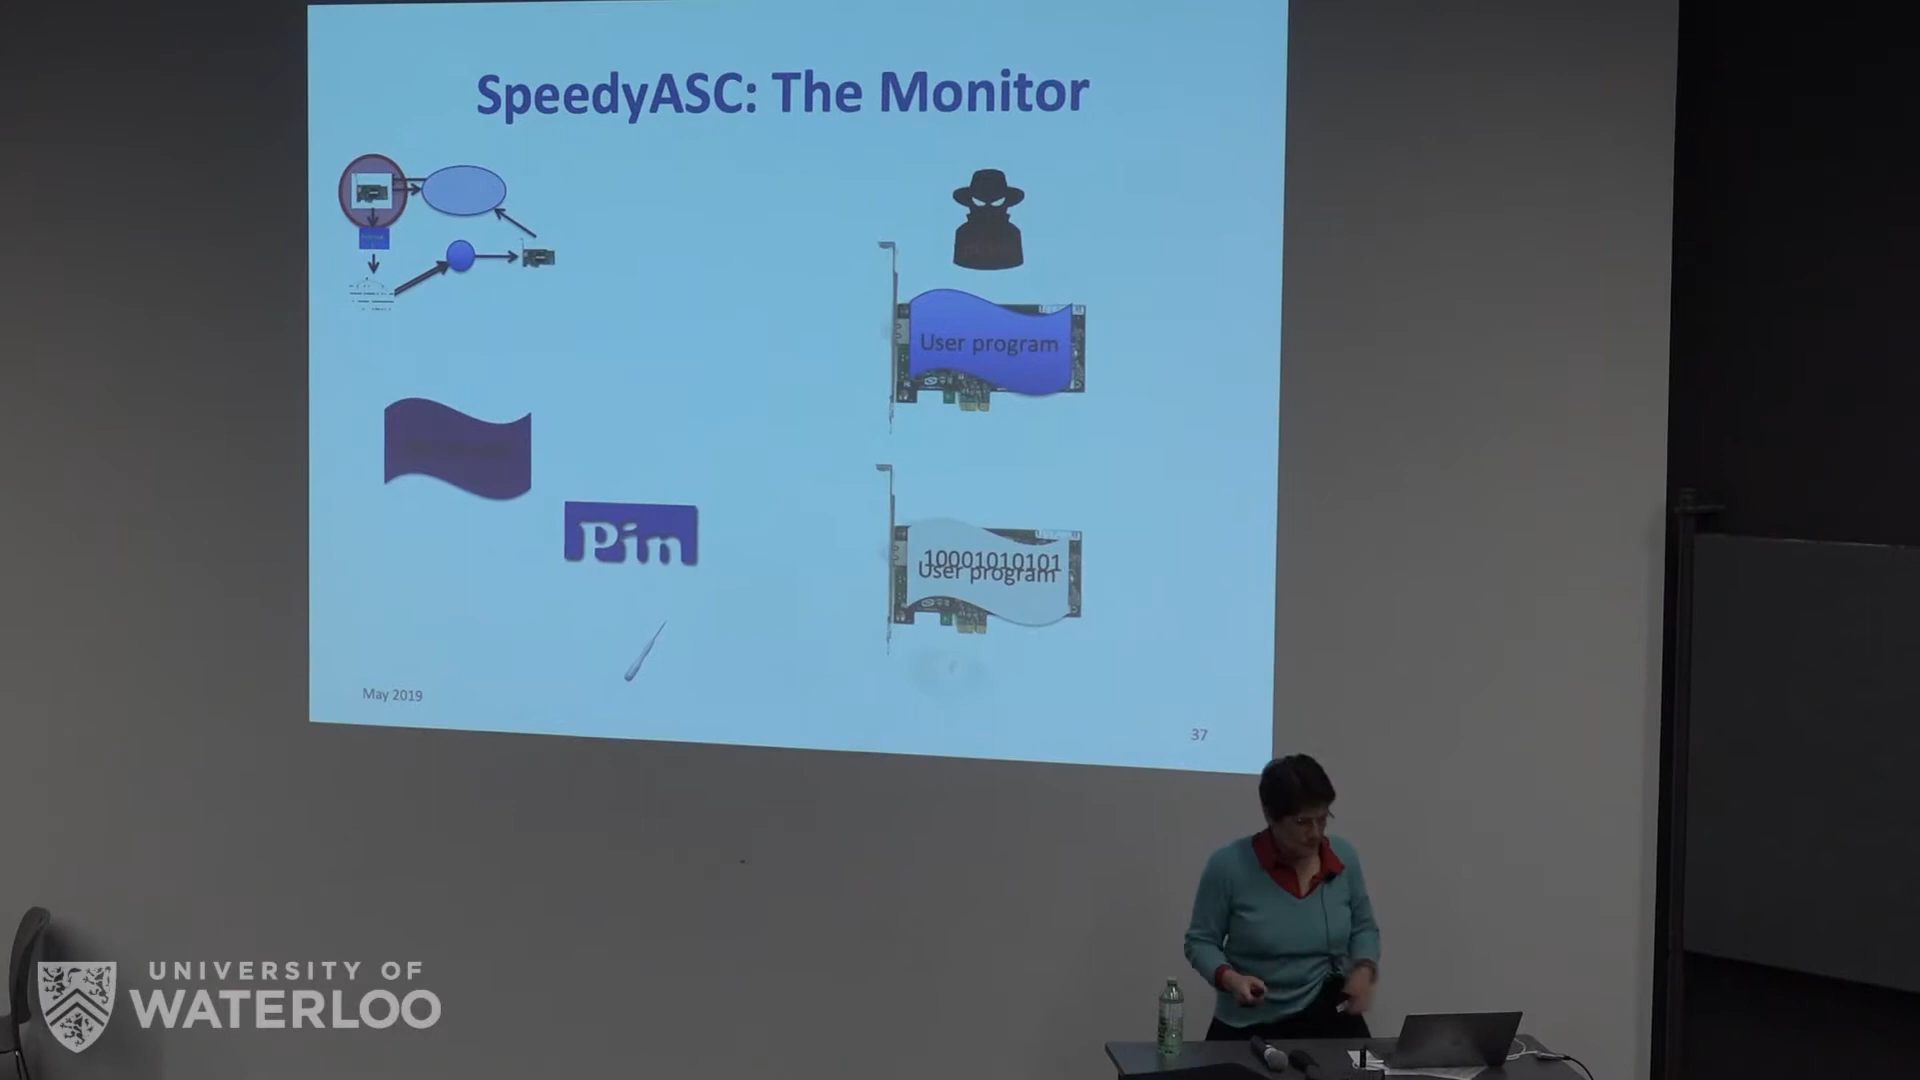 SpeedyASC: The Monitor
User program
Pin
10001010101
User program
May 2019
37
UNIVERSITY OF
WATERLOO